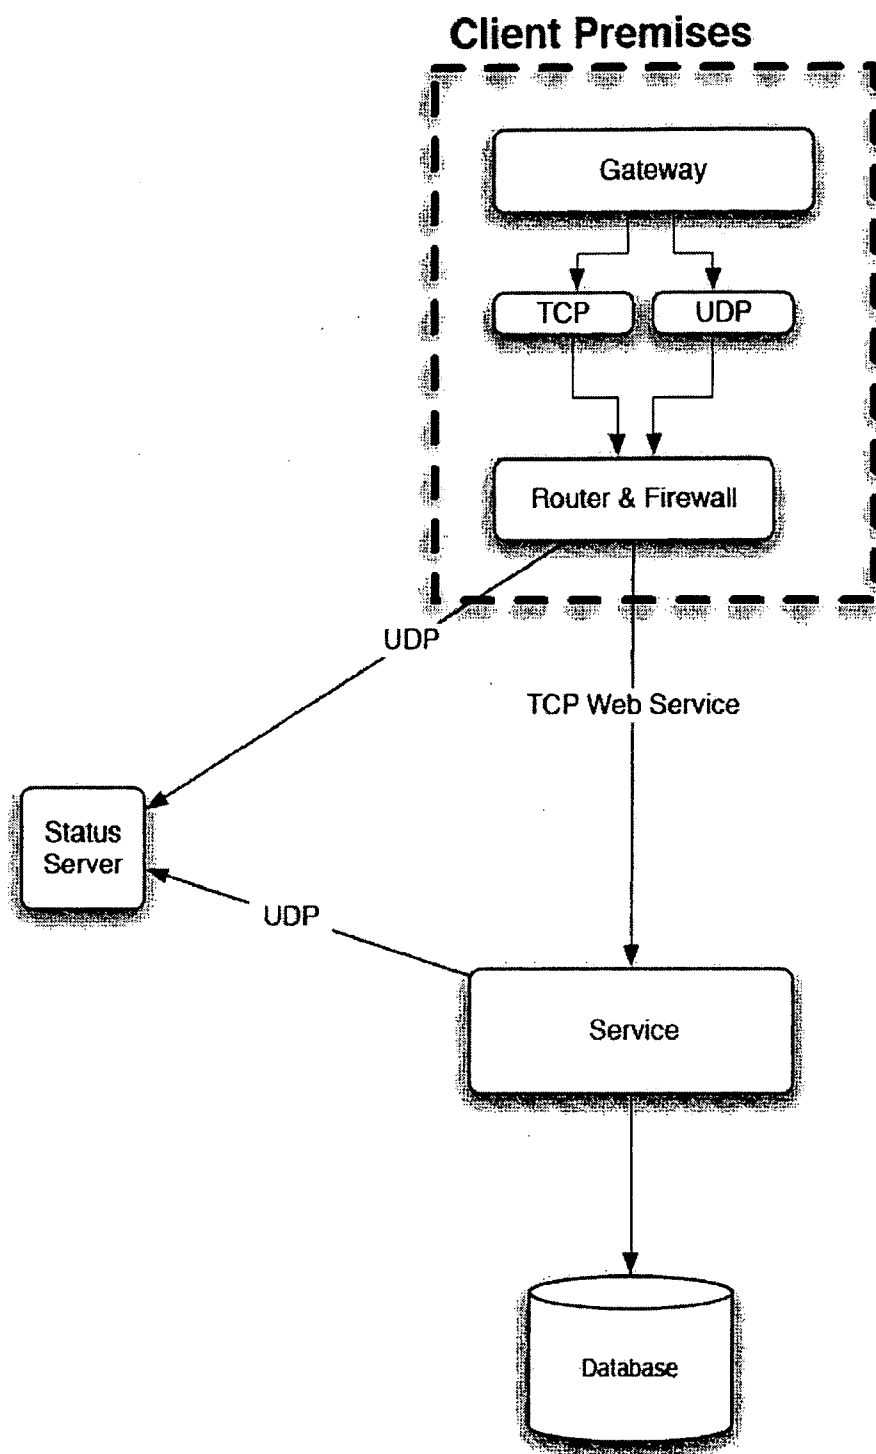 Client Premises
Gateway
TCP
UDP
Router & Firewall
UDP
TCP Web Service
Status
Server
UDP
Service
Database